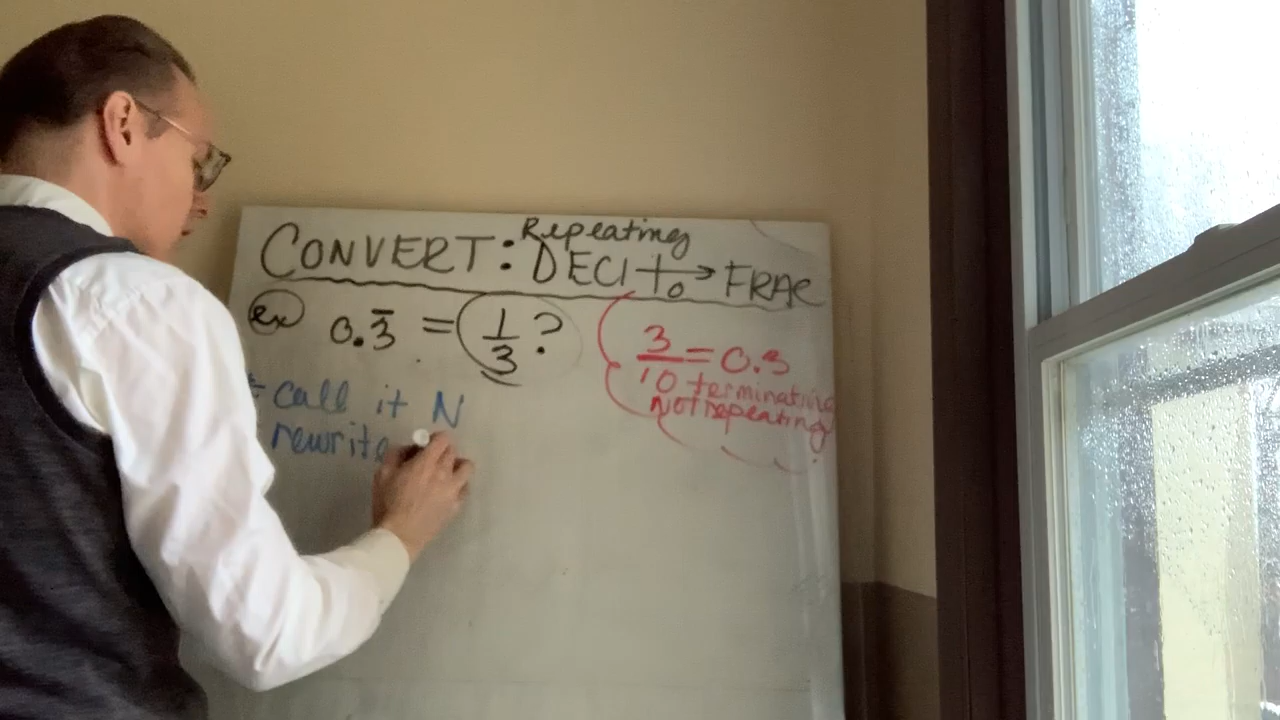 CONVERT: Repeating DECI to → FRAC
ex 0.3̅ = 1/3 ?
3/10 = 0.3
terminating
Not repeating
call it N
rewrite